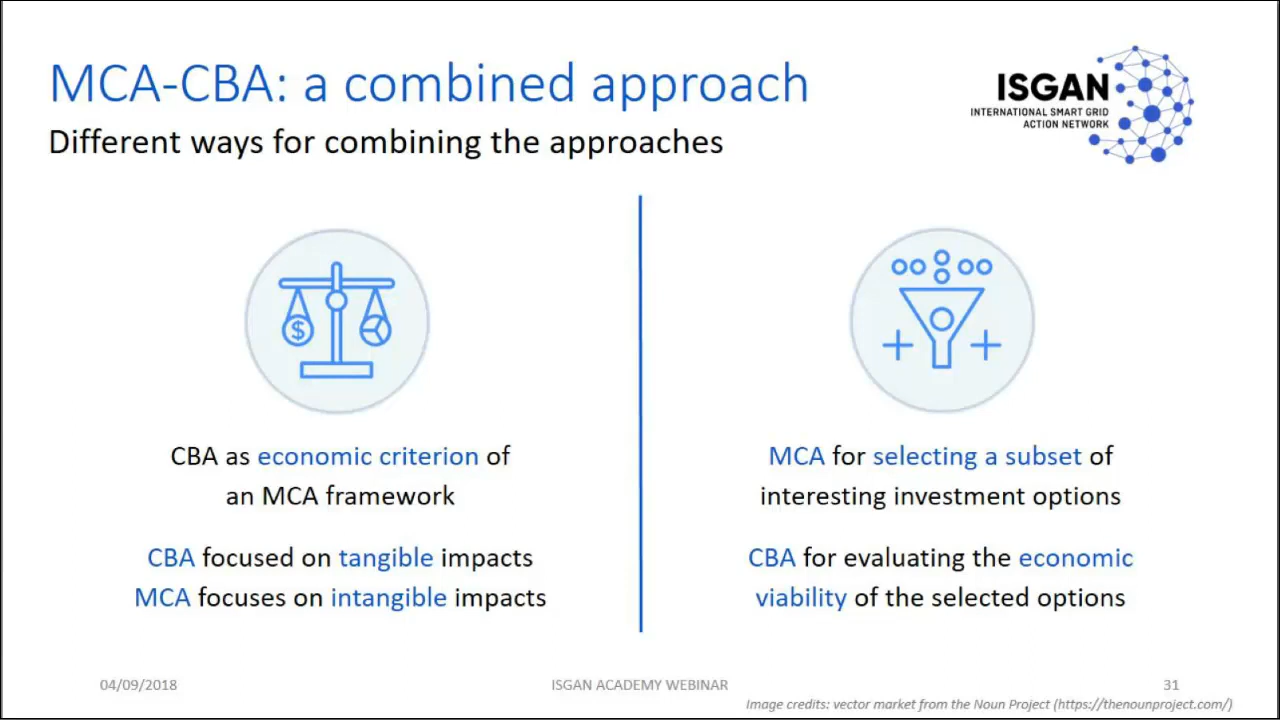 MCA-CBA: a combined approach
Different ways for combining the approaches
ISGAN
INTERNATIONAL SMART GRID
ACTION NETWORK
$
CBA as economic criterion of
an MCA framework
CBA focused on tangible impacts
MCA focuses on intangible impacts
MCA for selecting a subset of
interesting investment options
CBA for evaluating the economic
viability of the selected options
04/09/2018
ISGAN ACADEMY WEBINAR
31
Image credits: vector market from the Noun Project (https://thenounproject.com/)